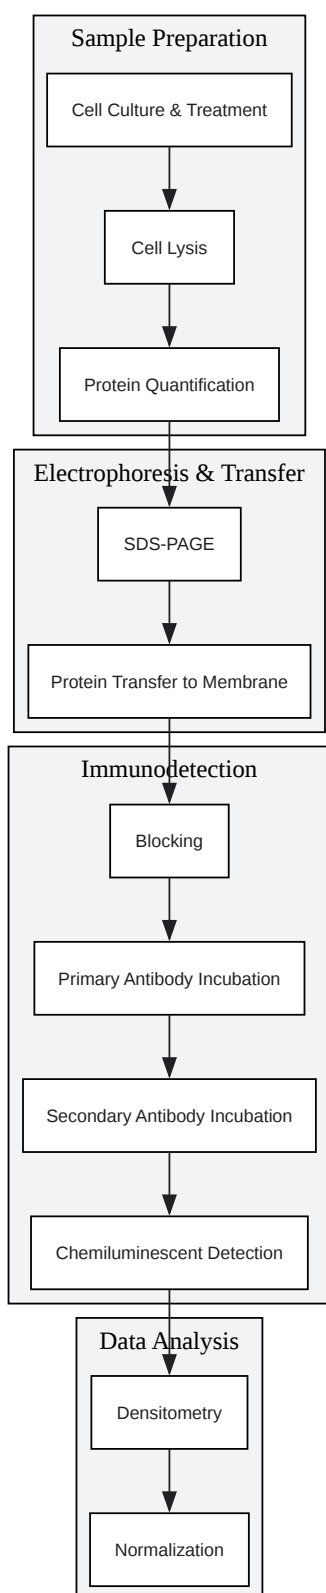 Sample Preparation
Cell Culture & Treatment
Cell Lysis
Protein Quantification
Electrophoresis & Transfer
SDS-PAGE
Protein Transfer to Membrane
Immunodetection
Blocking
Primary Antibody Incubation
Secondary Antibody Incubation
Chemiluminescent Detection
Data Analysis
Densitometry
Normalization